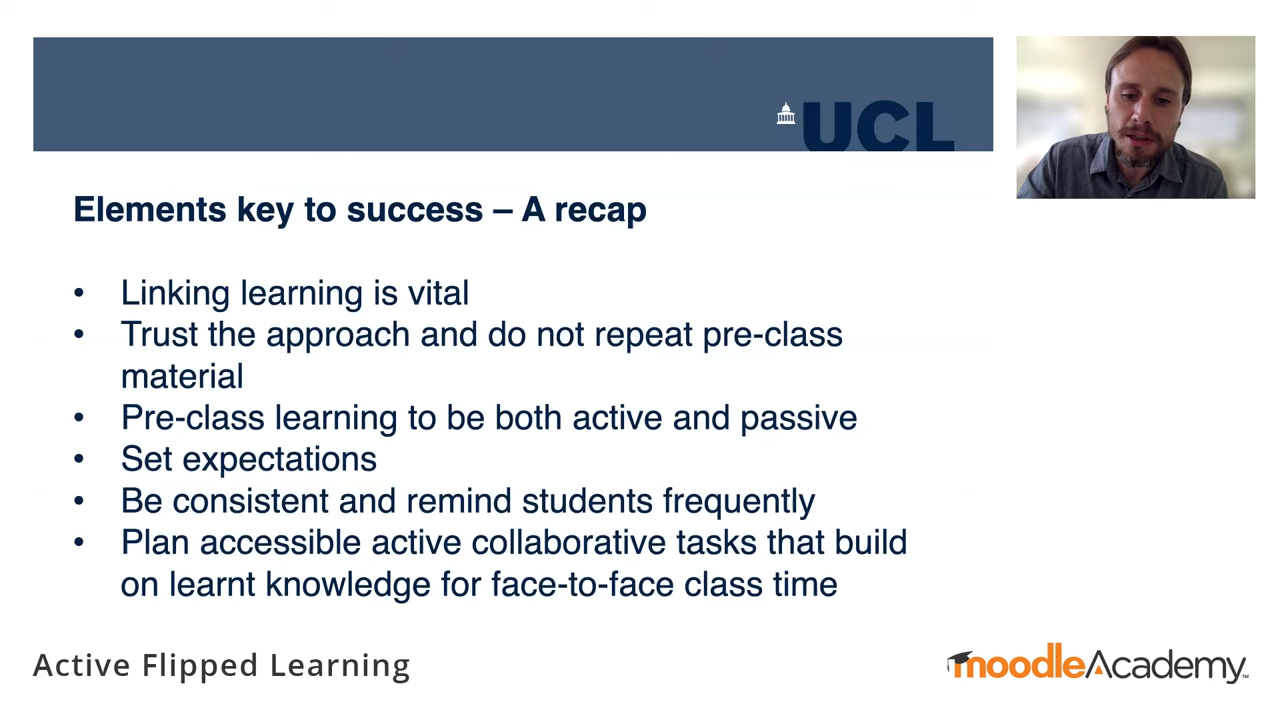 UCL
Elements key to success – A recap
• Linking learning is vital
• Trust the approach and do not repeat pre-class
material
• Pre-class learning to be both active and passive
• Set expectations
• Be consistent and remind students frequently
• Plan accessible active collaborative tasks that build
on learnt knowledge for face-to-face class time
Active Flipped Learning
moodleAcademy™